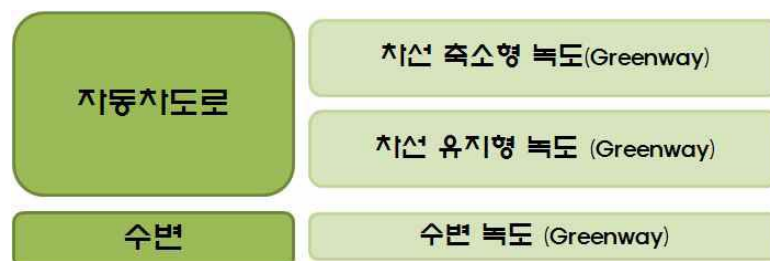 자동차도로
차선 축소형 녹도(Greenway)
차선 유지형 녹도 (Greenway)
수변
수변 녹도 (Greenway)